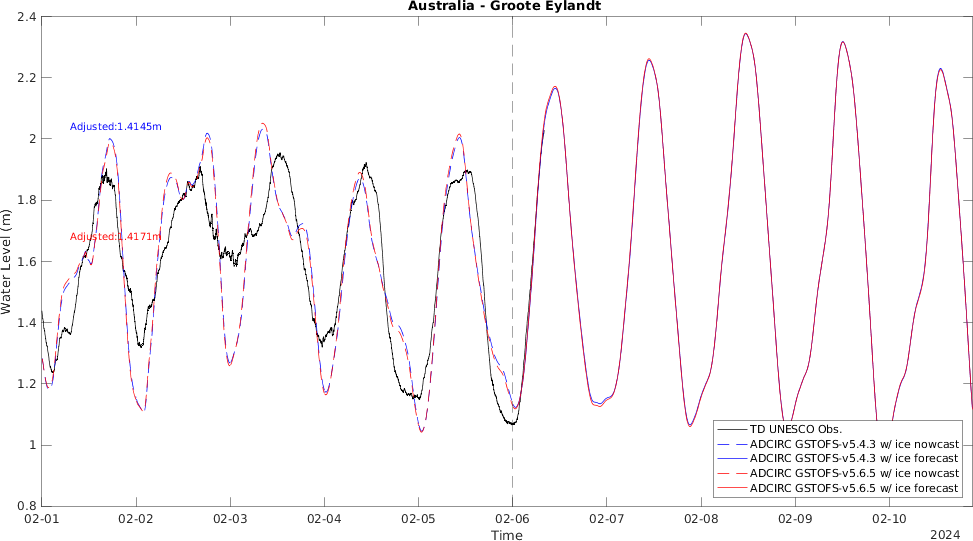 Australia - Groote Eylandt
2.4
2.2
2
1.8
1.6
1.4
1.2
1
0.8
Water Level (m)
Adjusted:1.4145m
Adjusted:1.4171m
TD UNESCO Obs.
ADCIRC GSTOFS-v5.4.3 w/ ice nowcast
ADCIRC GSTOFS-v5.4.3 w/ ice forecast
ADCIRC GSTOFS-v5.6.5 w/ ice nowcast
ADCIRC GSTOFS-v5.6.5 w/ ice forecast
02-01 02-02 02-03 02-04 02-05 02-06 02-07 02-08 02-09 02-10
Time
2024